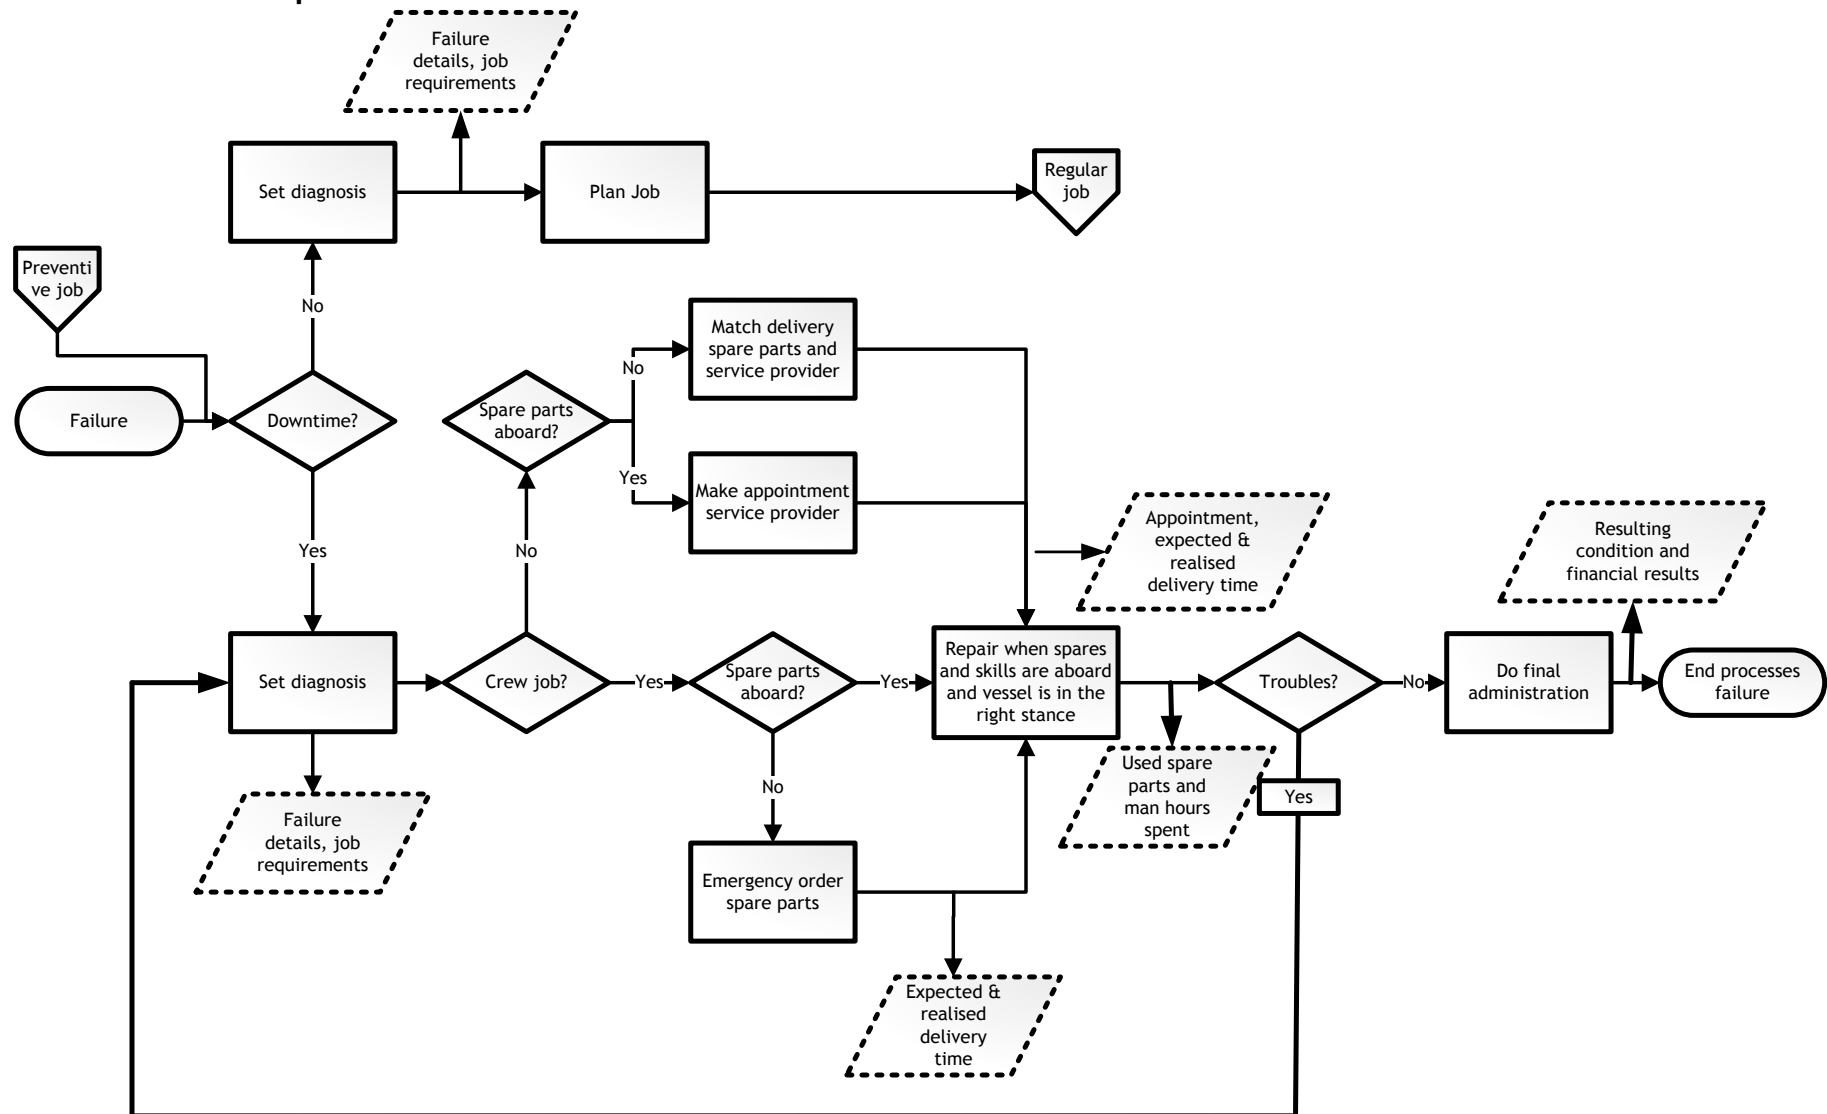 Failure
details, job
requirements
Set diagnosis
Plan Job
Regular
job
Preventi
ve job
No
Failure
Downtime?
Yes
Spare parts
aboard?
No
Yes
Match delivery
spare parts and
service provider
Make appointment
service provider
No
Appointment,
expected &
realised
delivery time
Resulting
condition and
financial results
Set diagnosis
Crew job?
Yes
Spare parts
aboard?
Yes
Repair when spares
and skills are aboard
and vessel is in the
right stance
Troubles?
No
Do final
administration
End processes
failure
Failure
details, job
requirements
No
Emergency order
spare parts
Used spare
parts and
man hours
spent
Yes
Expected &
realised
delivery
time